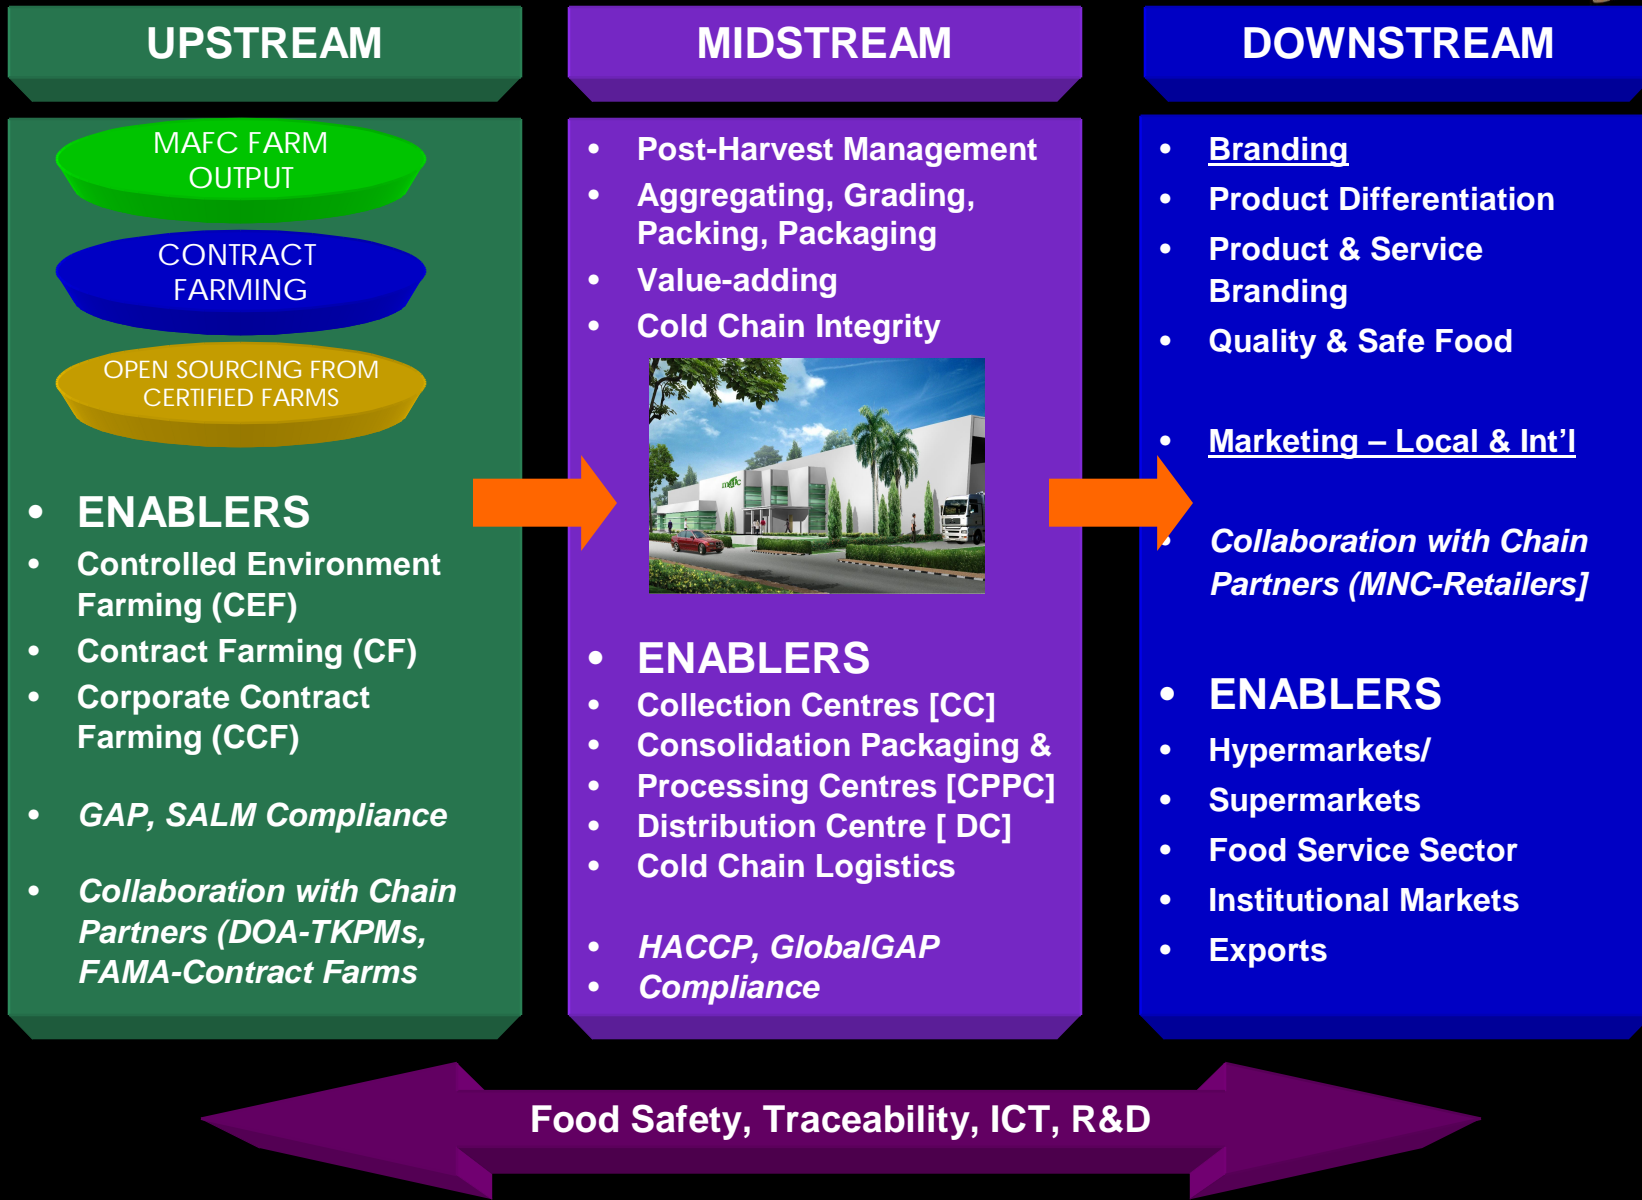 UPSTREAM
MAFC FARM
OUTPUT
CONTRACT
FARMING
OPEN SOURCING FROM
CERTIFIED FARMS
• ENABLERS
• Controlled Environment
Farming (CEF)
• Contract Farming (CF)
• Corporate Contract
Farming (CCF)
• GAP, SALM Compliance
• Collaboration with Chain
Partners (DOA-TKPMs,
FAMA-Contract Farms
MIDSTREAM
• Post-Harvest Management
• Aggregating, Grading,
Packing, Packaging
• Value-adding
• Cold Chain Integrity
mafc
• ENABLERS
• Collection Centres [CC]
• Consolidation Packaging &
• Processing Centres [CPPC]
• Distribution Centre [ DC]
• Cold Chain Logistics
• HACCP, GlobalGAP
• Compliance
DOWNSTREAM
• Branding
• Product Differentiation
• Product & Service
Branding
• Quality & Safe Food
• Marketing – Local & Int’l
• Collaboration with Chain
Partners (MNC-Retailers]
• ENABLERS
• Hypermarkets/
• Supermarkets
• Food Service Sector
• Institutional Markets
• Exports
Food Safety, Traceability, ICT, R&D